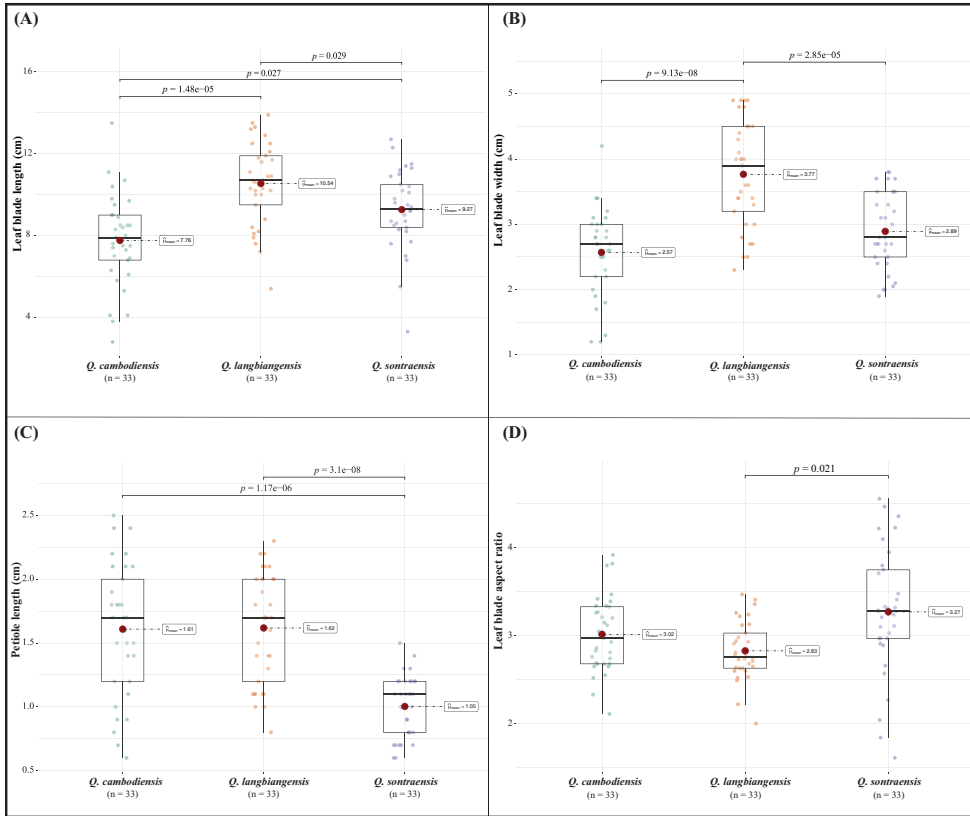 (A)
Leaf blade length (cm)
16
12
8
4
p = 0.029
p = 0.027
p = 1.48e−05
μ̂mean = 7.76
μ̂mean = 10.54
μ̂mean = 9.27
Q. cambodiensis
(n = 33)
Q. langbiangensis
(n = 33)
Q. sontraensis
(n = 33)
(B)
Leaf blade width (cm)
5
4
3
2
1
p = 2.85e−05
p = 9.13e−08
μ̂mean = 2.57
μ̂mean = 3.77
μ̂mean = 2.89
Q. cambodiensis
(n = 33)
Q. langbiangensis
(n = 33)
Q. sontraensis
(n = 33)
(C)
Petiole length (cm)
2.5
2.0
1.5
1.0
0.5
p = 3.1e−08
p = 1.17e−06
μ̂mean = 1.61
μ̂mean = 1.62
μ̂mean = 1.00
Q. cambodiensis
(n = 33)
Q. langbiangensis
(n = 33)
Q. sontraensis
(n = 33)
(D)
Leaf blade aspect ratio
4
3
2
p = 0.021
μ̂mean = 3.02
μ̂mean = 2.83
μ̂mean = 3.27
Q. cambodiensis
(n = 33)
Q. langbiangensis
(n = 33)
Q. sontraensis
(n = 33)